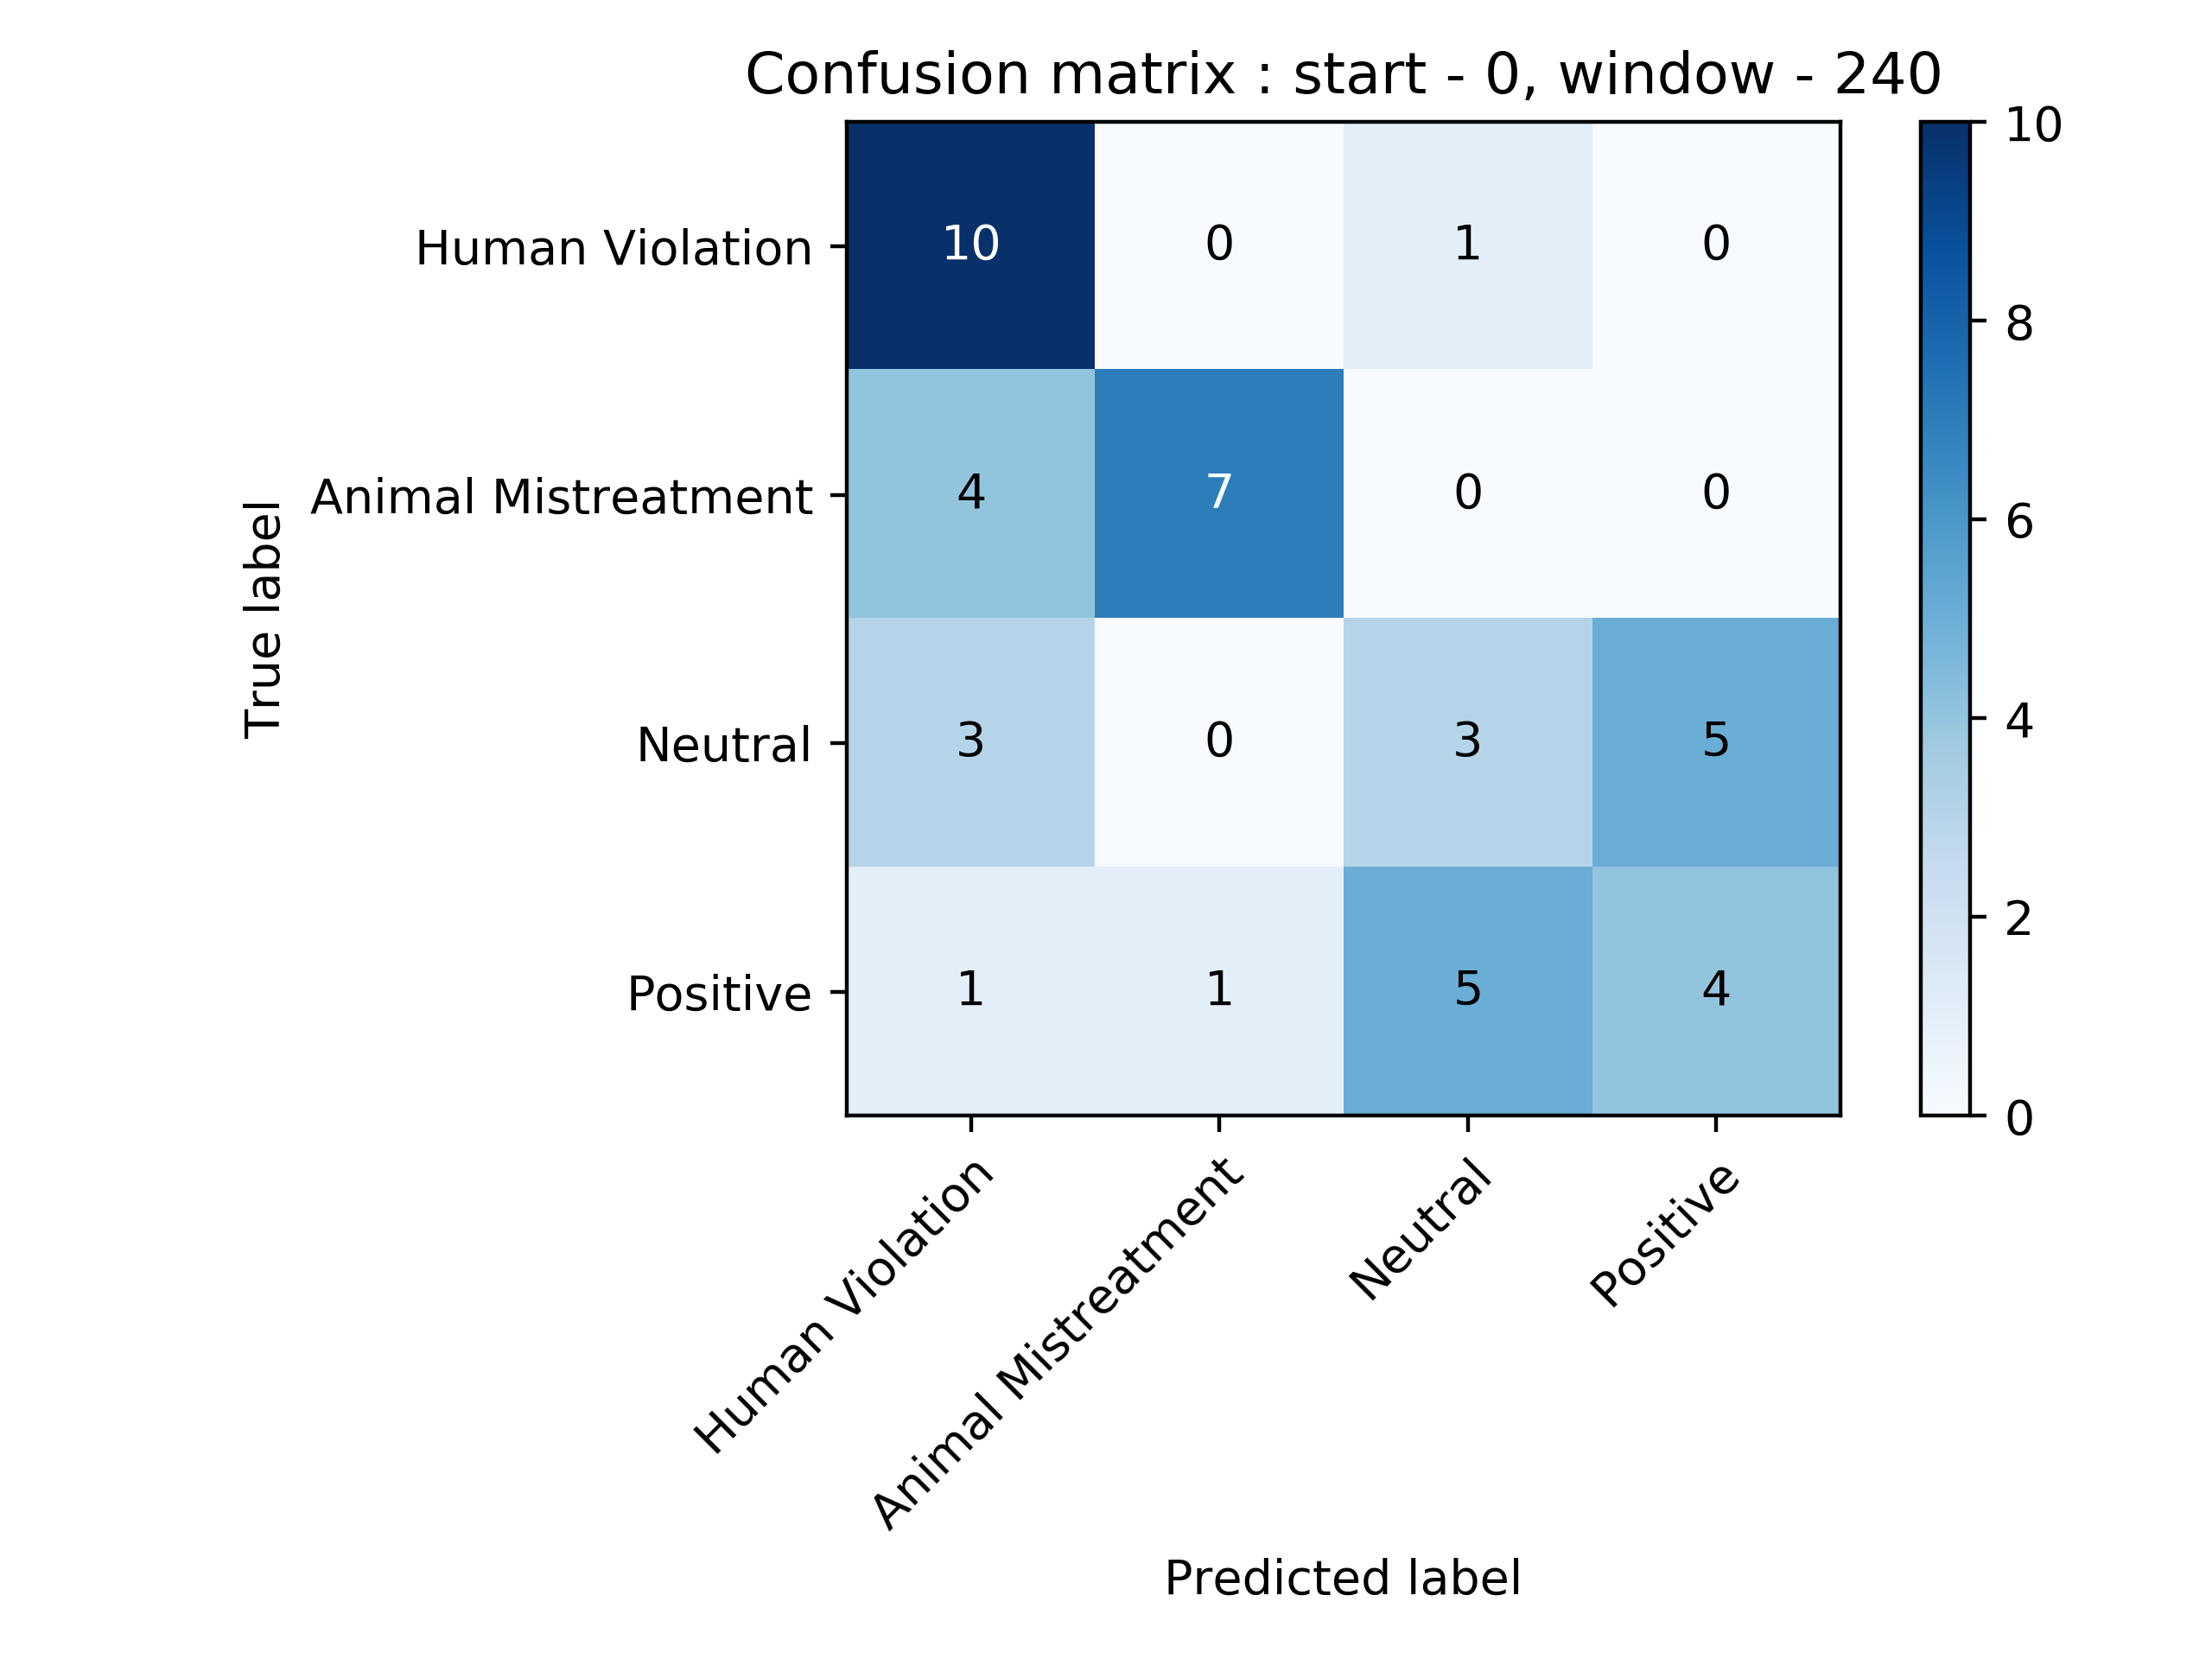 Confusion matrix : start - 0, window - 240
True label
Human Violation 10 0 1 0
Animal Mistreatment 4 7 0 0
Neutral 3 0 3 5
Positive 1 1 5 4
Human Violation
Animal Mistreatment
Neutral
Positive
Predicted label
10
8
6
4
2
0